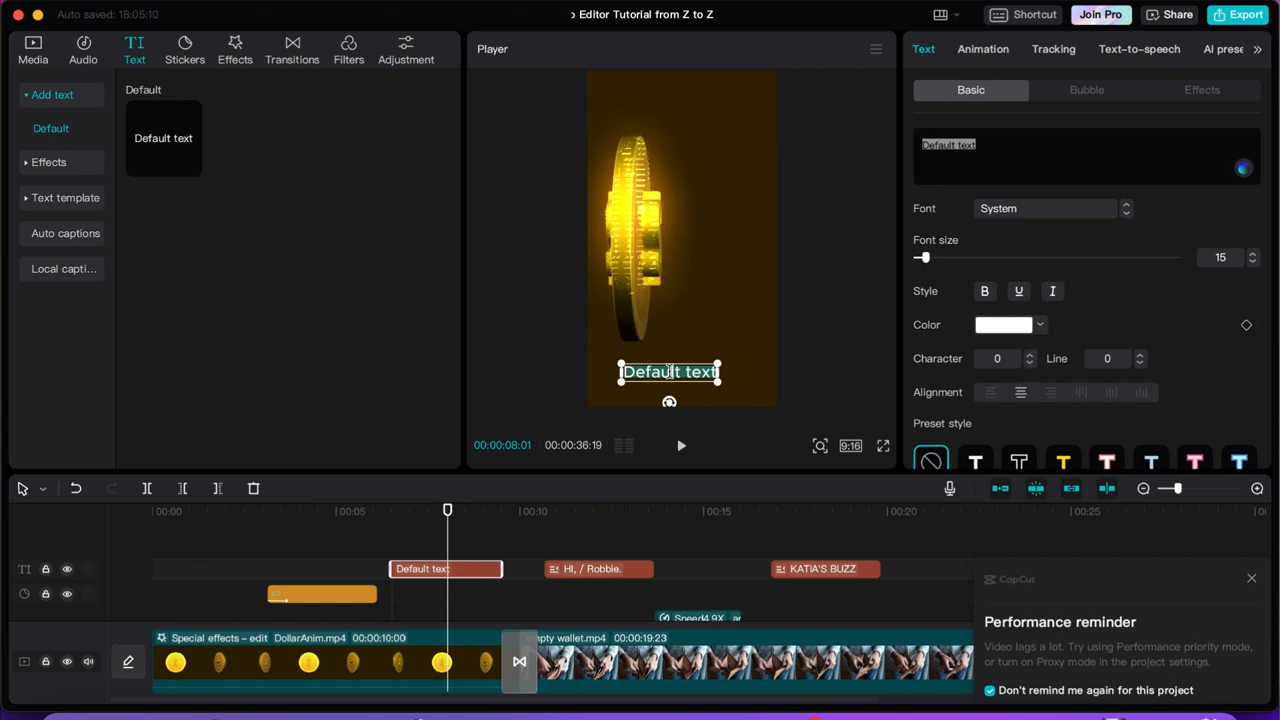 Auto saved: 18:05:10
o Editor Tutorial from Z to Z
Shortcut
Join Pro
Share
Export
Media
Audio
TI
Text
Stickers
Effects
Transitions
Filters
Adjustment
Add text
Default
Effects
Text template
Auto captions
Local capti...
Default
Default text
Player
Default text
00:00:08:01
00:00:36:19
9:16
Text
Animation
Tracking
Text-to-speech
AI prese
Basic
Bubble
Effects
Default text
Font
System
Font size
15
Style
B
U
I
Color
Character
0
Line
0
Alignment
Preset style
T
T
T
T
T
T
T
00:00
00:05
00:10
00:15
00:20
00:25
TI
Default text
HI, / Robbie.
KATIA'S BUZZ
Speed4.9X
Special effects – edit DollarAnim.mp4 00:00:10:00
empty wallet.mp4 00:00:19:23
CapCut
Performance reminder
Video lags a lot. Try using Performance priority mode,
or turn on Proxy mode in the project settings.
Don't remind me again for this project